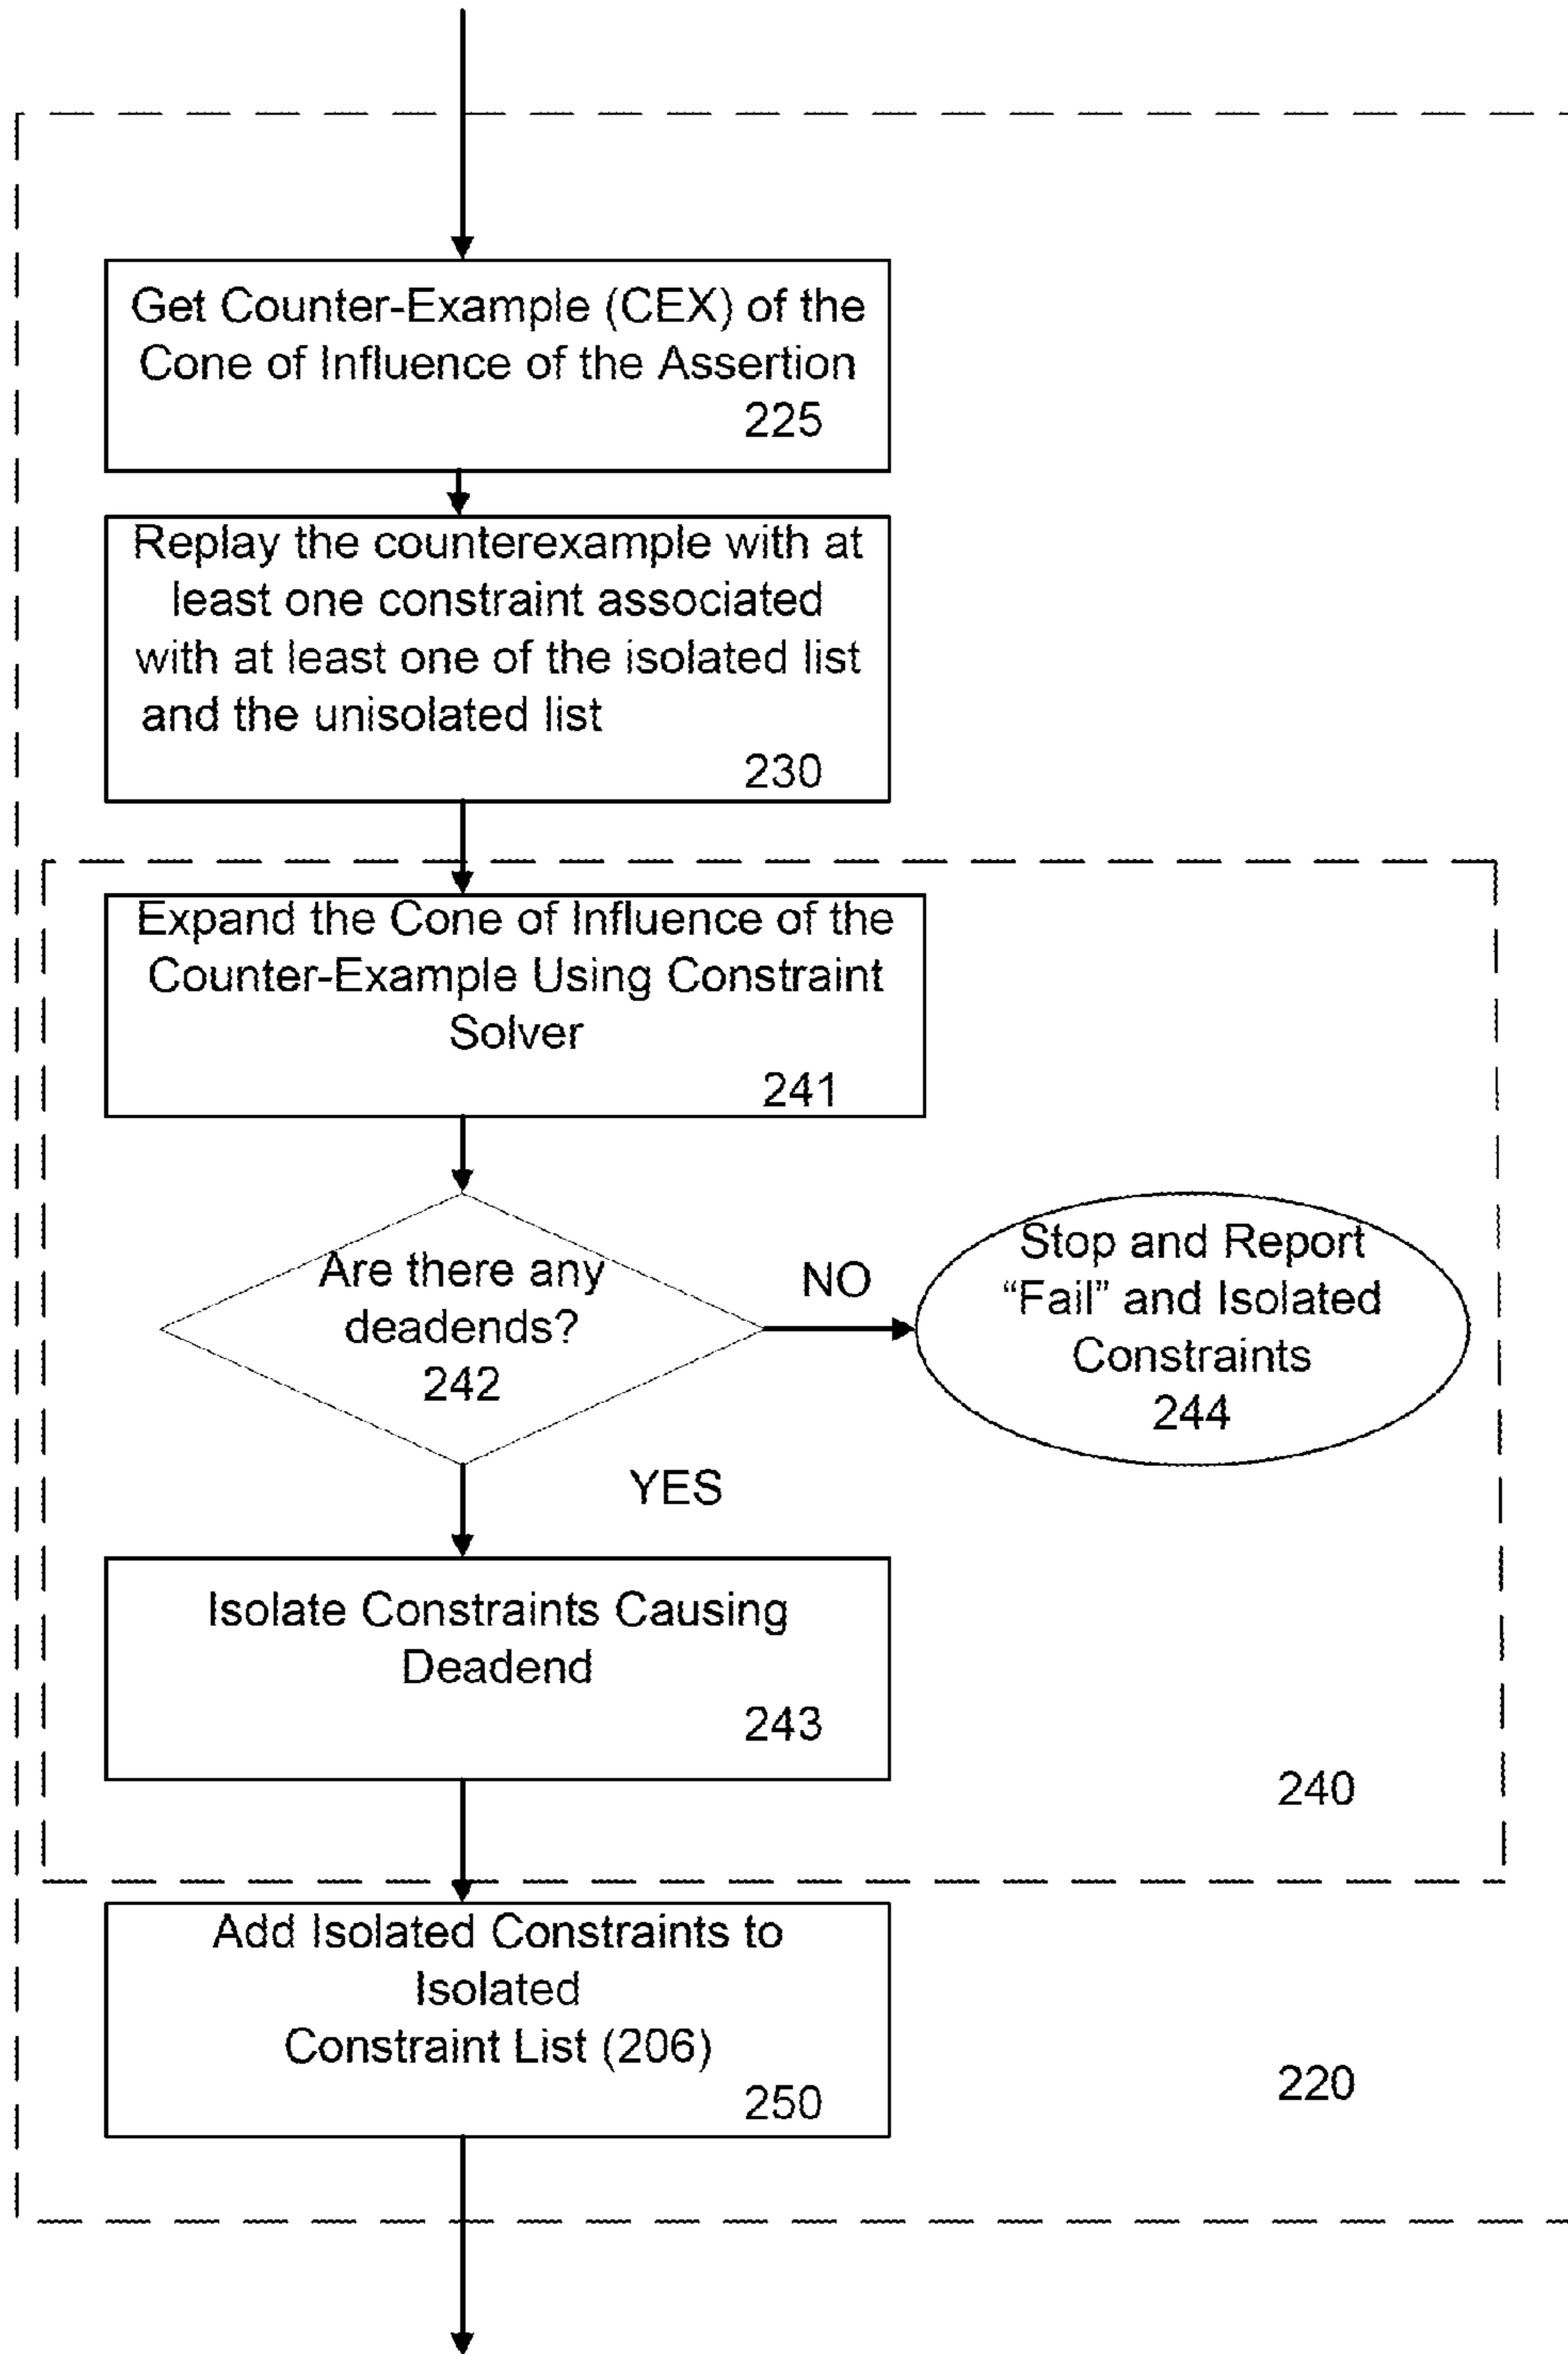 Get Counter-Example (CEX) of the
Cone of Influence of the Assertion
225
Replay the counterexample with at
least one constraint associated
with at least one of the isolated list
and the unisolated list
230
Expand the Cone of Influence of the
Counter-Example Using Constraint
Solver
241
Are there any
deadends?
242
NO
Stop and Report
“Fail” and Isolated
Constraints
244
YES
Isolate Constraints Causing
Deadend
243
240
Add Isolated Constraints to
Isolated
Constraint List (206)
250
220